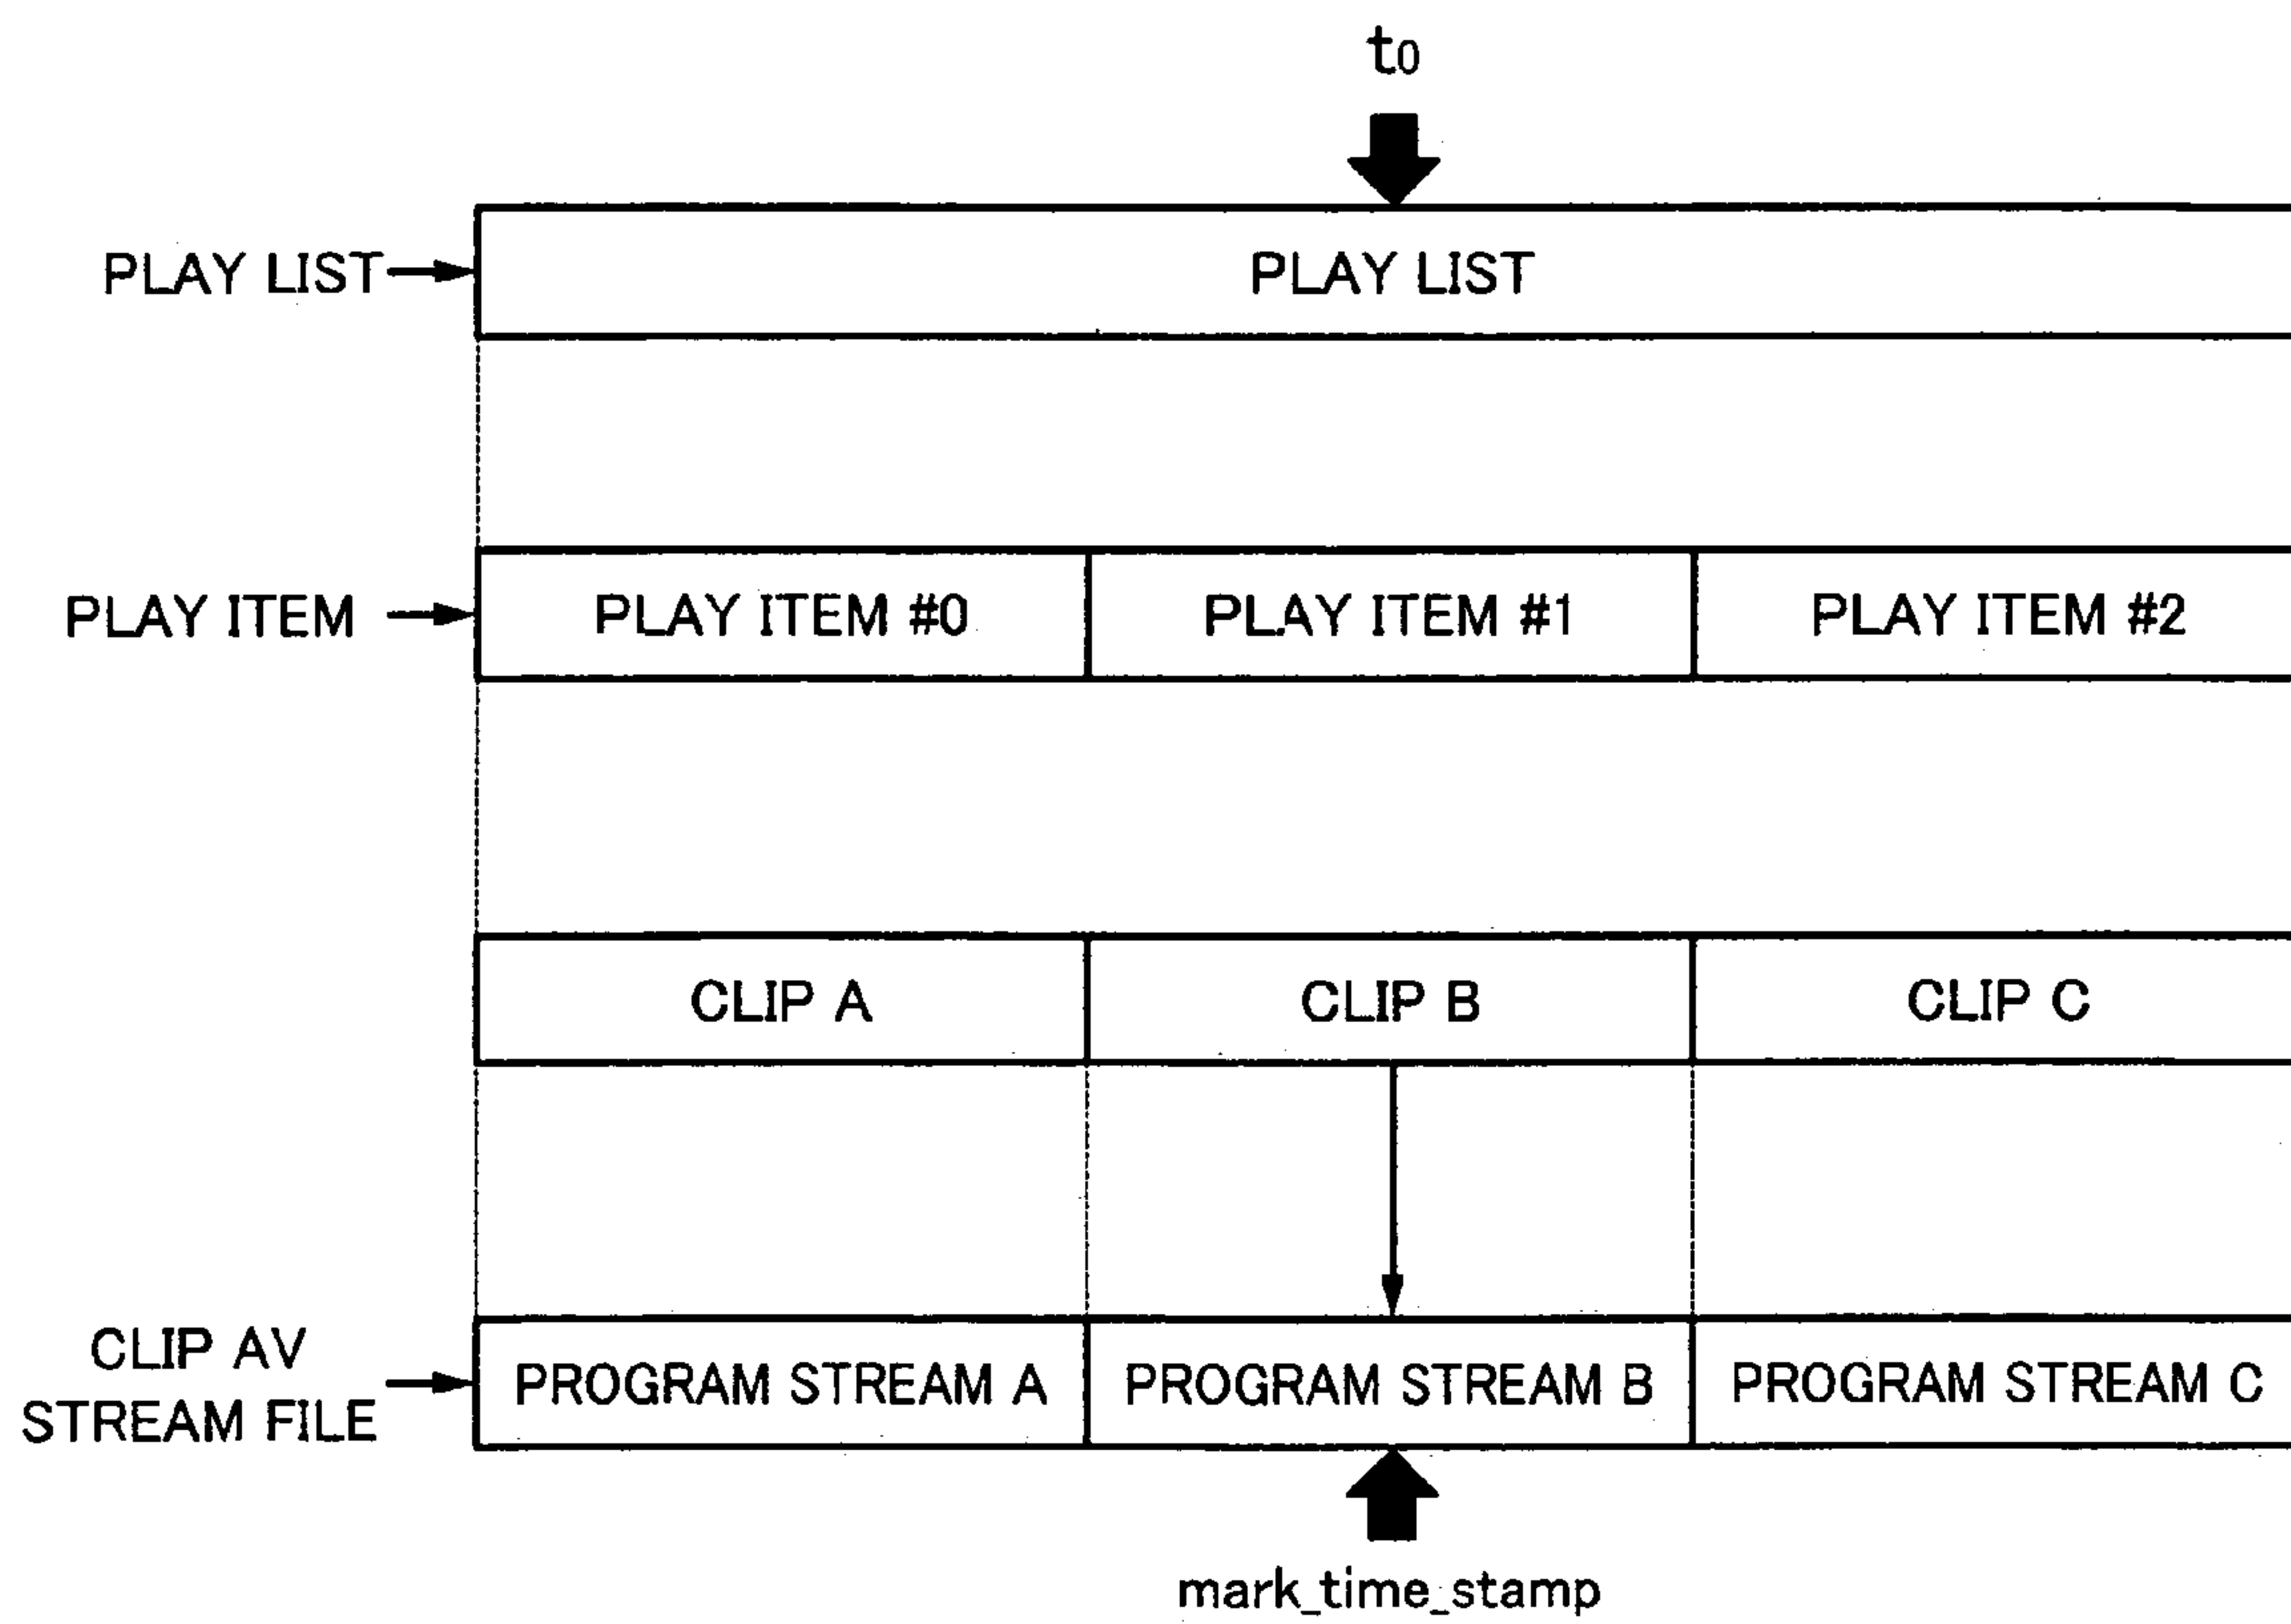 t0
PLAY LIST
PLAY LIST
PLAY ITEM
PLAY ITEM #0
PLAY ITEM #1
PLAY ITEM #2
CLIP A
CLIP B
CLIP C
CLIP AV
STREAM FILE
PROGRAM STREAM A
PROGRAM STREAM B
PROGRAM STREAM C
mark_time_stamp